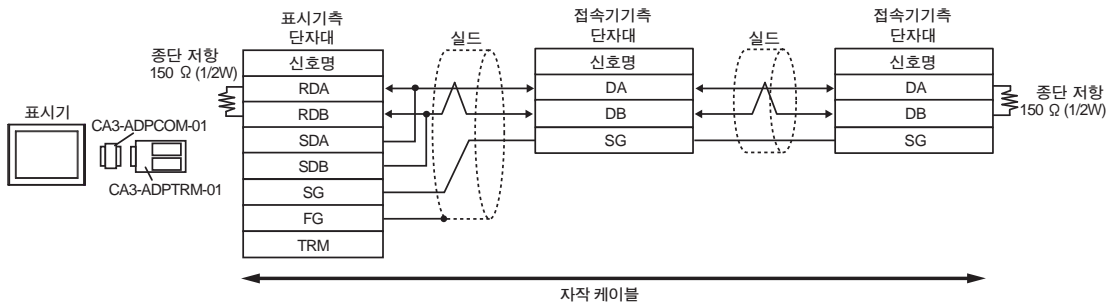 표시기
CA3-ADPCOM-01
CA3-ADPTRM-01
종단 저항
150 Ω (1/2W)
표시기측
단자대
신호명
RDA
RDB
SDA
SDB
SG
FG
TRM
실드
접속기기측
단자대
신호명
DA
DB
SG
실드
접속기기측
단자대
신호명
DA
DB
SG
종단 저항
150 Ω (1/2W)
자작 케이블